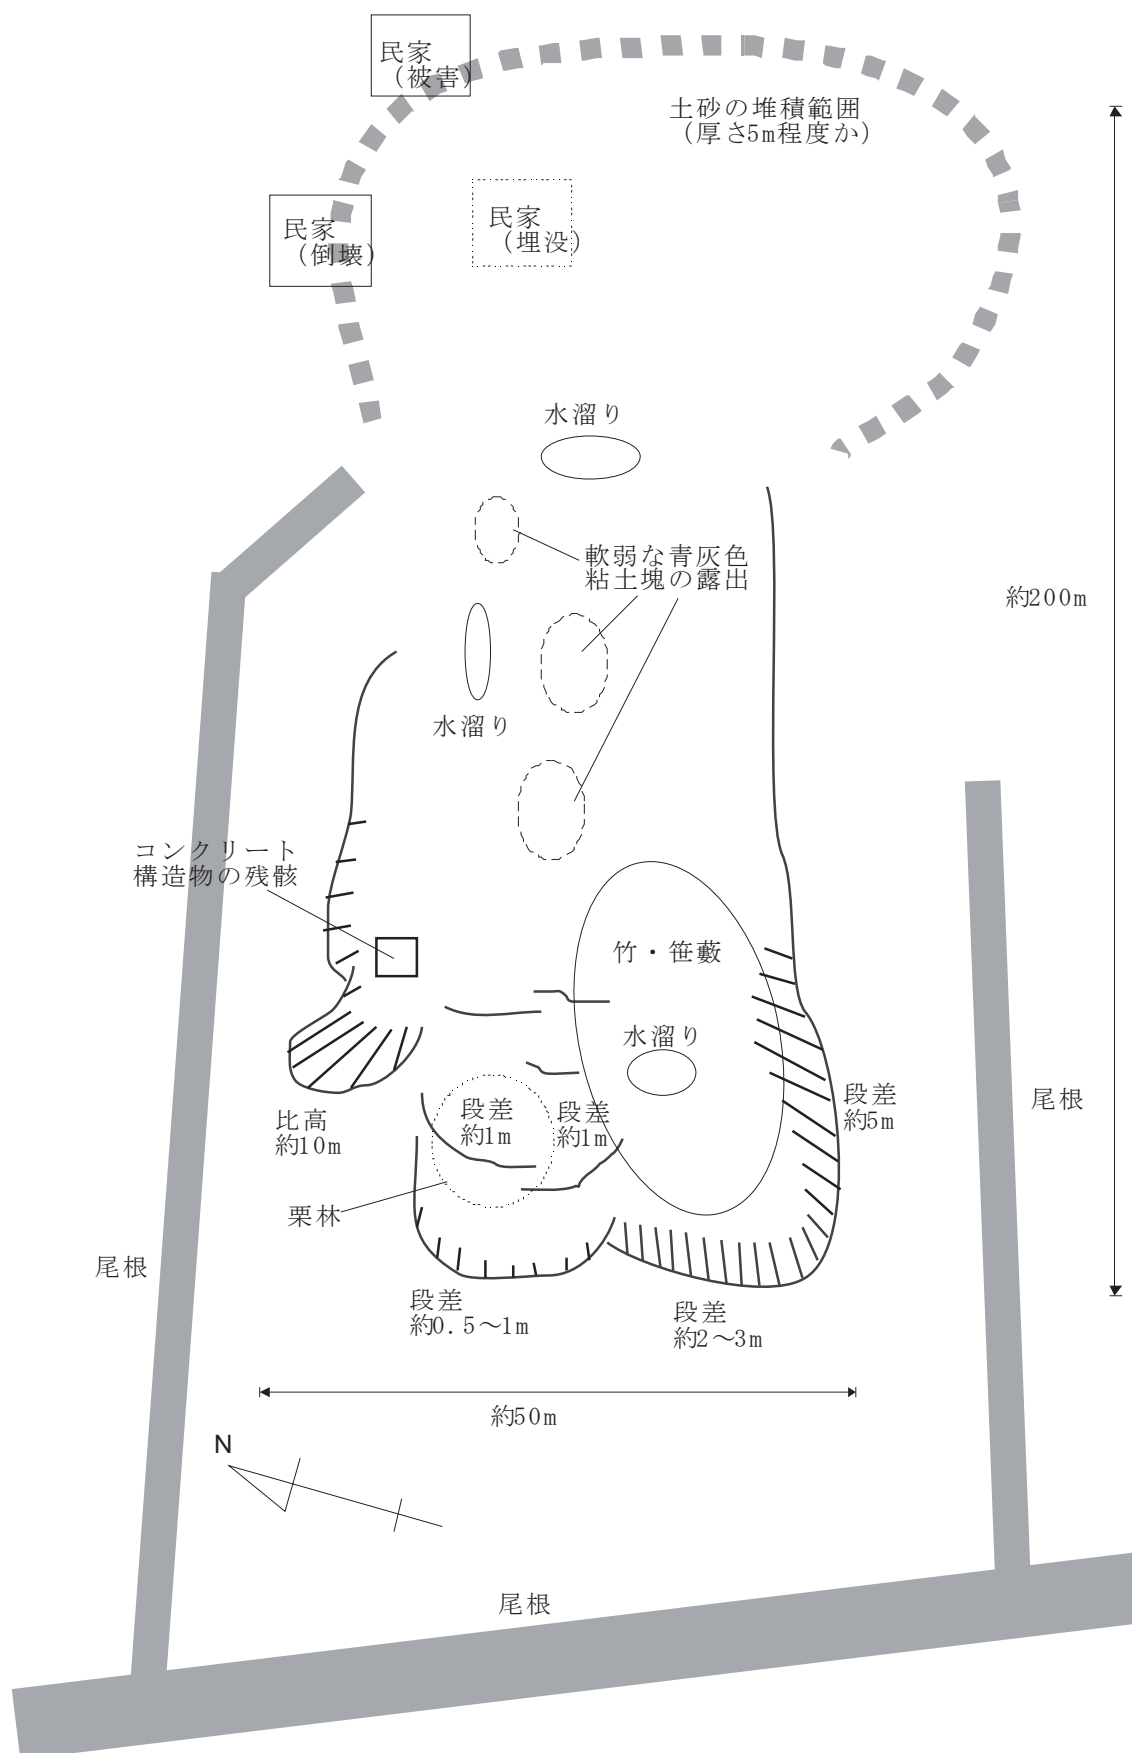 民家
（被害）
土砂の堆積範囲
（厚さ5m程度か）
民家
（倒壊）
民家
（埋没）
水溜り
軟弱な青灰色
粘土塊の露出
約200m
水溜り
コンクリート
構造物の残骸
竹・笹藪
水溜り
段差
約5m
尾根
段差
約1m
段差
約1m
比高
約10m
栗林
尾根
段差
約0.5～1m
段差
約2～3m
約50m
N
尾根